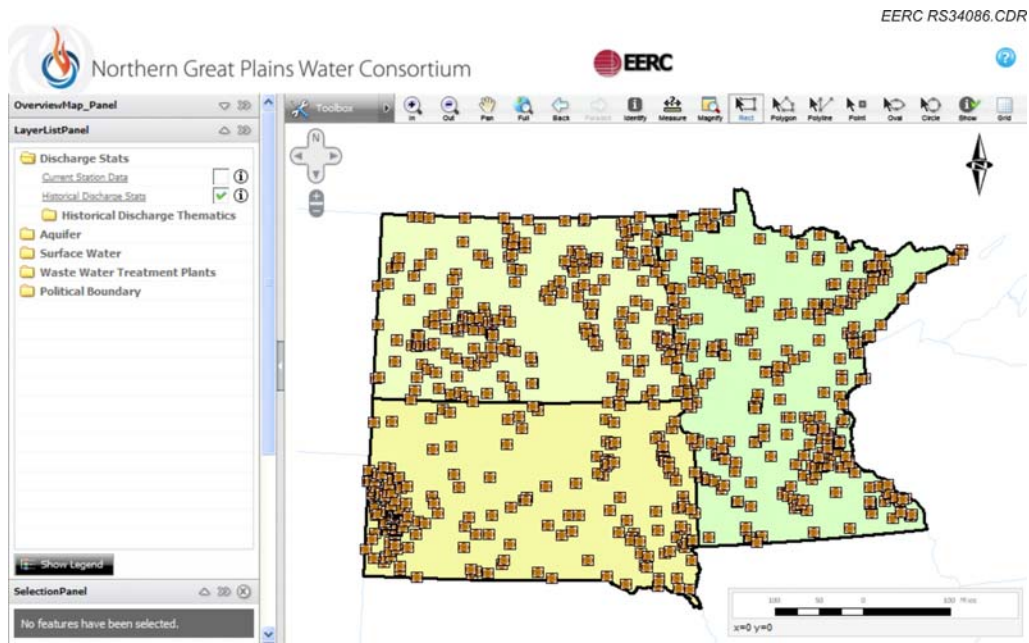 EERC RS34086.CDR
Northern Great Plains Water Consortium
EERC
OverviewMap_Panel
Toolbox
In Out Pan Full Back Forward Identify Measure Magnify Rect Polygon Polyline Point Oval Circle Show Grid
LayerListPanel
Discharge Stats
Current Station Data
Historical Discharge Stats
Historical Discharge Thematics
Aquifer
Surface Water
Waste Water Treatment Plants
Political Boundary
N
Show Legend
SelectionPanel
No features have been selected.
100 50 0 100 Miles
x=0 y=0